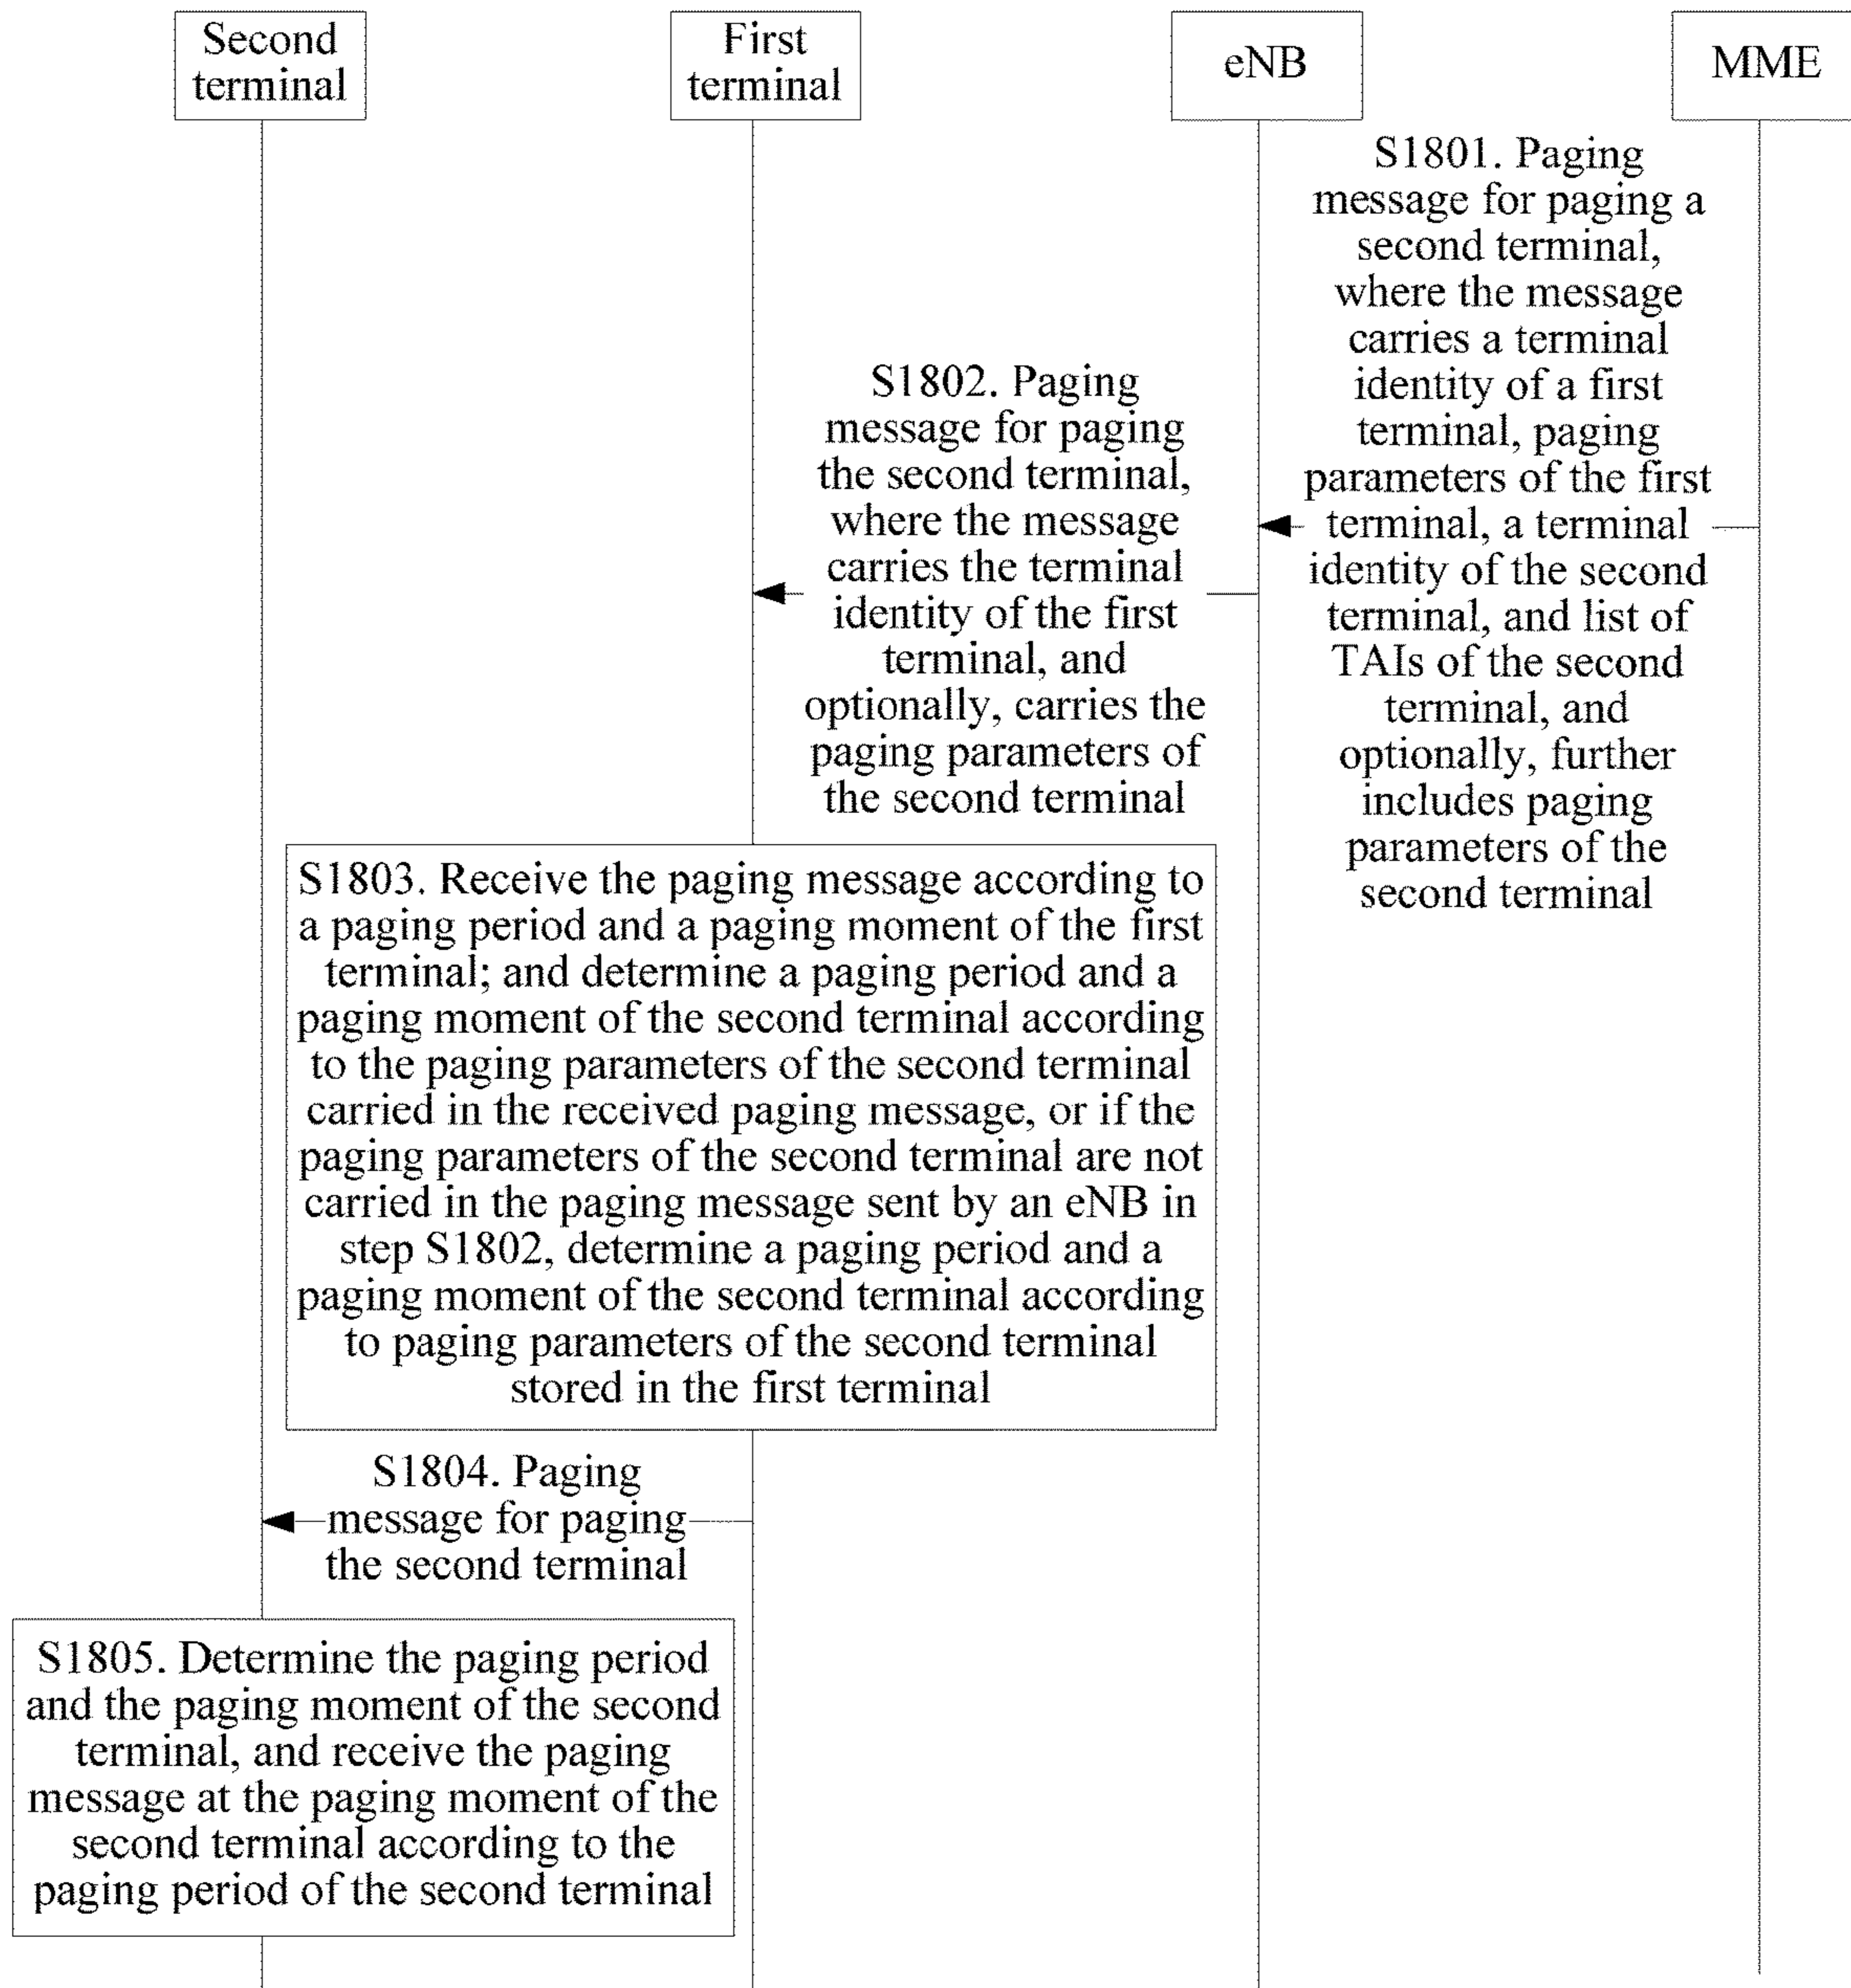 Second
terminal
First
terminal
eNB
MME
S1801. Paging
message for paging a
second terminal,
where the message
carries a terminal
identity of a first
terminal, paging
parameters of the first
terminal, a terminal
identity of the second
terminal, and list of
TAIs of the second
terminal, and
optionally, further
includes paging
parameters of the
second terminal
S1802. Paging
message for paging
the second terminal,
where the message
carries the terminal
identity of the first
terminal, and
optionally, carries the
paging parameters of
the second terminal
S1803. Receive the paging message according to
a paging period and a paging moment of the first
terminal; and determine a paging period and a
paging moment of the second terminal according
to the paging parameters of the second terminal
carried in the received paging message, or if the
paging parameters of the second terminal are not
carried in the paging message sent by an eNB in
step S1802, determine a paging period and a
paging moment of the second terminal according
to paging parameters of the second terminal
stored in the first terminal
S1804. Paging
message for paging
the second terminal
S1805. Determine the paging period
and the paging moment of the second
terminal, and receive the paging
message at the paging moment of the
second terminal according to the
paging period of the second terminal